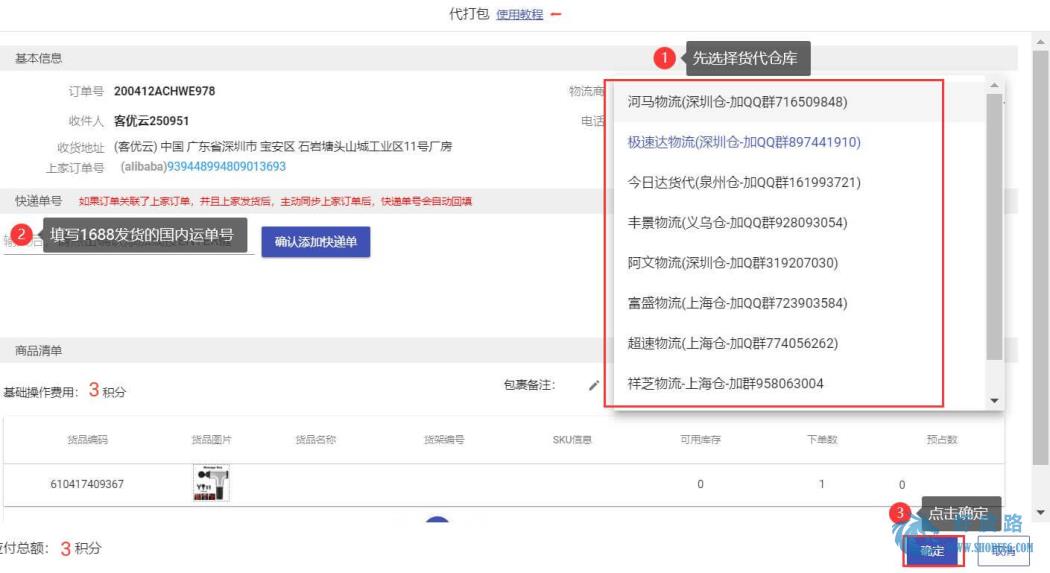 代打包 使用教程
基本信息
1 先选择货代仓库
订单号 200412ACHWE978
物流商
河马物流(深圳仓-加QQ群716509848)
收件人 客优云250951
电话
极速达物流(深圳仓-加QQ群897441910)
收货地址 (客优云) 中国 广东省深圳市 宝安区 石岩塘头山城工业区11号厂房
上家订单号 (alibaba)939448994809013693
今日达货代(泉州仓-加QQ群161993721)
快递单号 如果订单关联了上家订单，并且上家发货后，主动同步上家订单后，快递单号会自动回填
丰景物流(义乌仓-加QQ群928093054)
2 填写1688发货的国内运单号
确认添加快递单
阿文物流(深圳仓-加Q群319207030)
富盛物流(上海仓-加QQ群723903584)
超速物流(上海仓-加Q群774056262)
祥芝物流-上海仓-加群958063004
商品清单
基础操作费用： 3 积分
包裹备注：
货品编码 货品图片 货品名称 货架编号 SKU信息 可用库存 下单数 预占数
610417409367 0 1 0
3 点击确定
应付总额： 3 积分
确定
取消